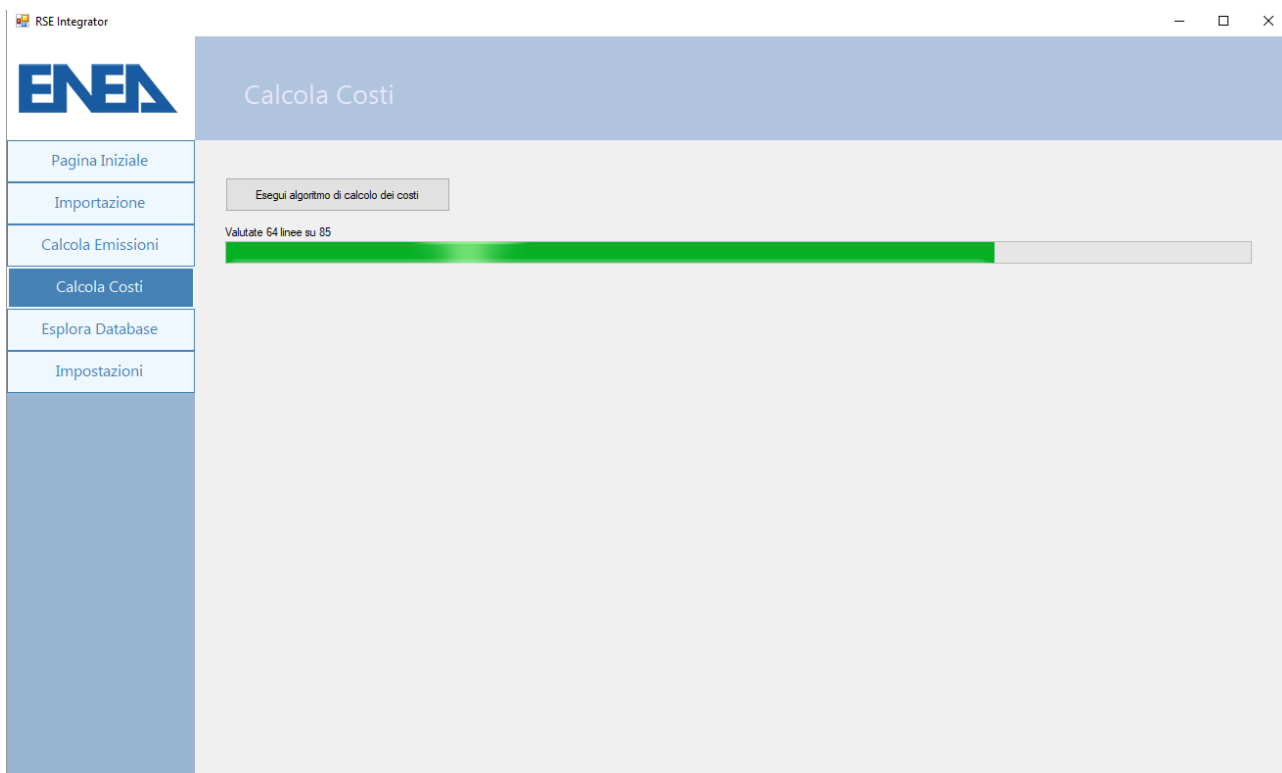 RSE Integrator
ENEA
Calcola Costi
Pagina Iniziale
Importazione
Calcola Emissioni
Calcola Costi
Esplora Database
Impostazioni
Esegui algoritmo di calcolo dei costi
Valutate 64 linee su 85